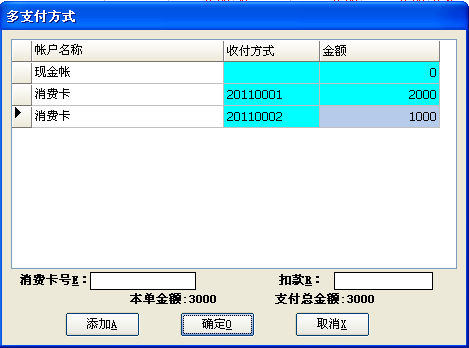 多支付方式
帐户名称 收付方式 金额
现金帐 0
消费卡 20110001 2000
消费卡 20110002 1000
消费卡号E： 扣款R：
本单金额:3000 支付总金额:3000
添加A 确定O 取消X